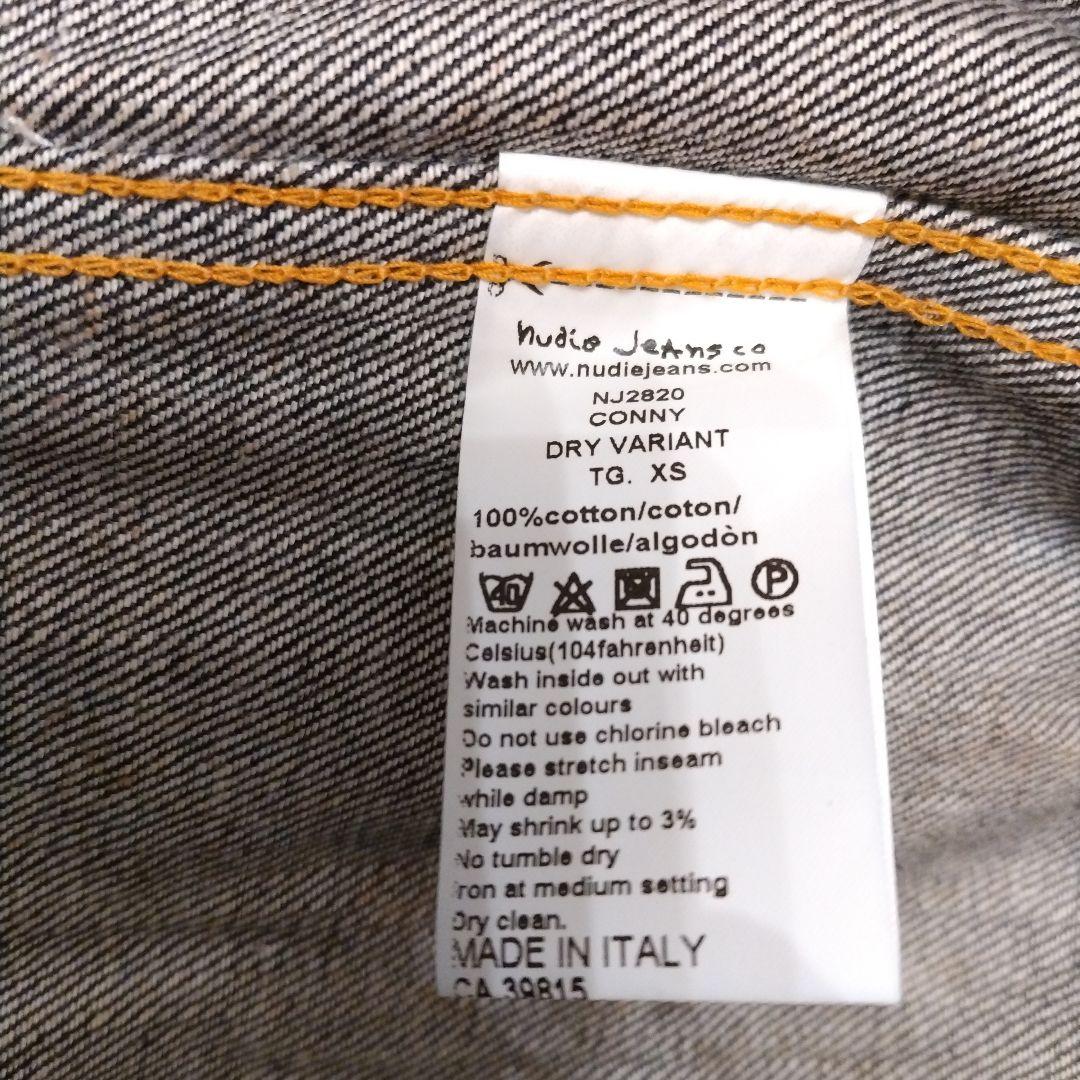 nudie Jeans co
www.nudiejeans.com
NJ2820
CONNY
DRY VARIANT
TG. XS
100%cotton/coton/
baumwolle/algodòn
40
P
Machine wash at 40 degrees
Celsius(104fahrenheit)
Wash inside out with
similar colours
Do not use chlorine bleach
Please stretch inseam
while damp
May shrink up to 3%
No tumble dry
Iron at medium setting
Dry clean.
MADE IN ITALY
CA 39815